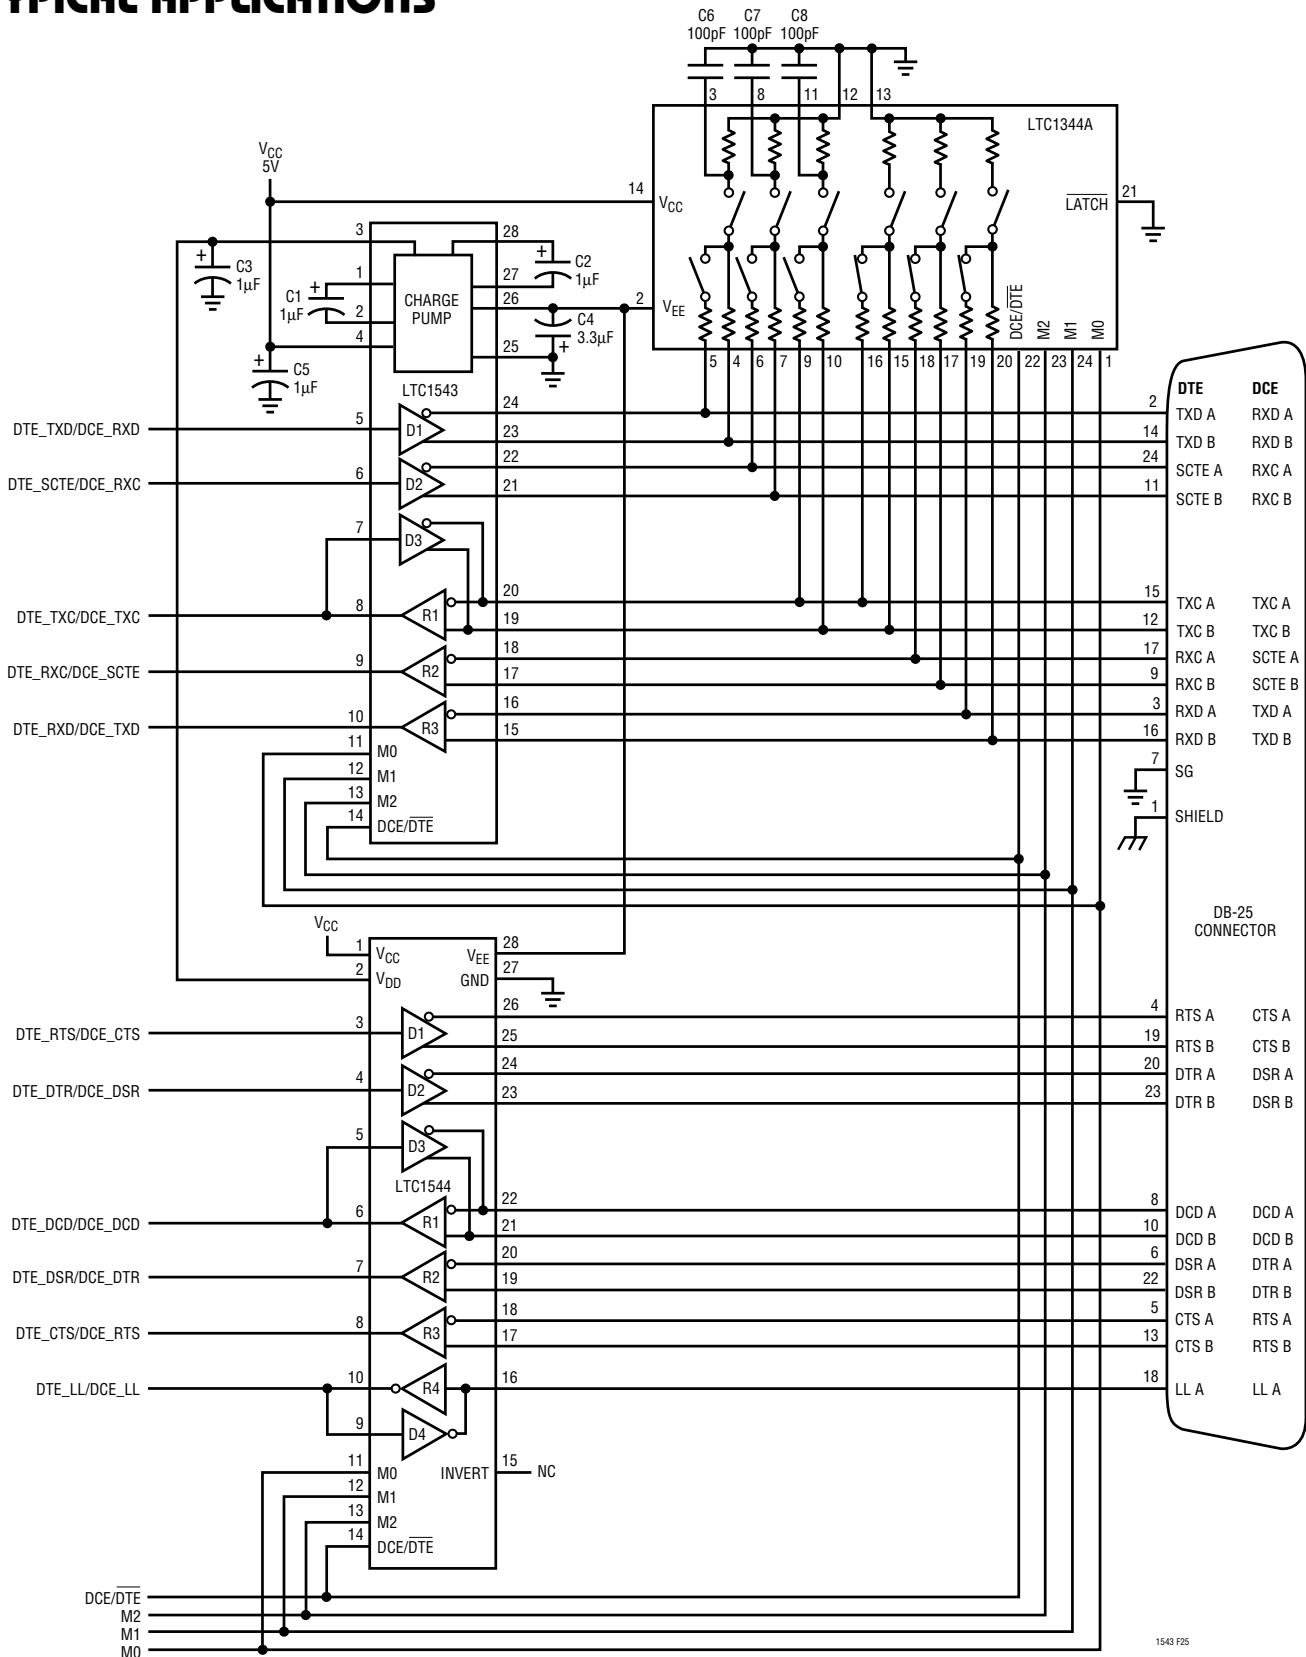 TYPICAL APPLICATIONS
C6 C7 C8
100pF 100pF 100pF
3 8 11 12 13
LTC1344A
VCC
5V
14 VCC
LATCH 21
3 28
C3
1µF
C2
1µF
1 27
C1
1µF
CHARGE
PUMP
26
2 VEE
2
C4
3.3µF
4 25
C5
1µF
LTC1543
DCE/DTE M2 M1 M0
5 4 6 7 9 10 16 15 18 17 19 20 22 23 24 1
DTE DCE
DTE_TXD/DCE_RXD 5 D1 24 2 TXD A RXD A
23 14 TXD B RXD B
DTE_SCTE/DCE_RXC 6 D2 22 24 SCTE A RXC A
21 11 SCTE B RXC B
7 D3
DTE_TXC/DCE_TXC 8 R1 20 15 TXC A TXC A
19 12 TXC B TXC B
DTE_RXC/DCE_SCTE 9 R2 18 17 RXC A SCTE A
17 9 RXC B SCTE B
DTE_RXD/DCE_TXD 10 R3 16 3 RXD A TXD A
15 16 RXD B TXD B
11 M0
12 M1
13 M2
14 DCE/DTE
7 SG
1 SHIELD
DB-25
CONNECTOR
VCC
1 VCC VEE 28
2 VDD GND 27
DTE_RTS/DCE_CTS 3 D1 26 4 RTS A CTS A
25 19 RTS B CTS B
DTE_DTR/DCE_DSR 4 D2 24 20 DTR A DSR A
23 23 DTR B DSR B
5 D3
LTC1544
DTE_DCD/DCE_DCD 6 R1 22 8 DCD A DCD A
21 10 DCD B DCD B
DTE_DSR/DCE_DTR 7 R2 20 6 DSR A DTR A
19 22 DSR B DTR B
DTE_CTS/DCE_RTS 8 R3 18 5 CTS A RTS A
17 13 CTS B RTS B
DTE_LL/DCE_LL 10 R4 16 18 LL A LL A
9 D4
11 M0 INVERT 15 NC
12 M1
13 M2
14 DCE/DTE
DCE/DTE
M2
M1
M0
1543 F25